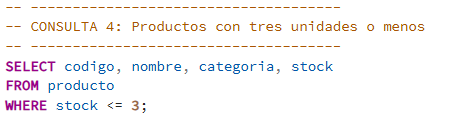 -- -----------------------------------
-- CONSULTA 4: Productos con tres unidades o menos
-- -----------------------------------
SELECT codigo, nombre, categoria, stock
FROM producto
WHERE stock <= 3;